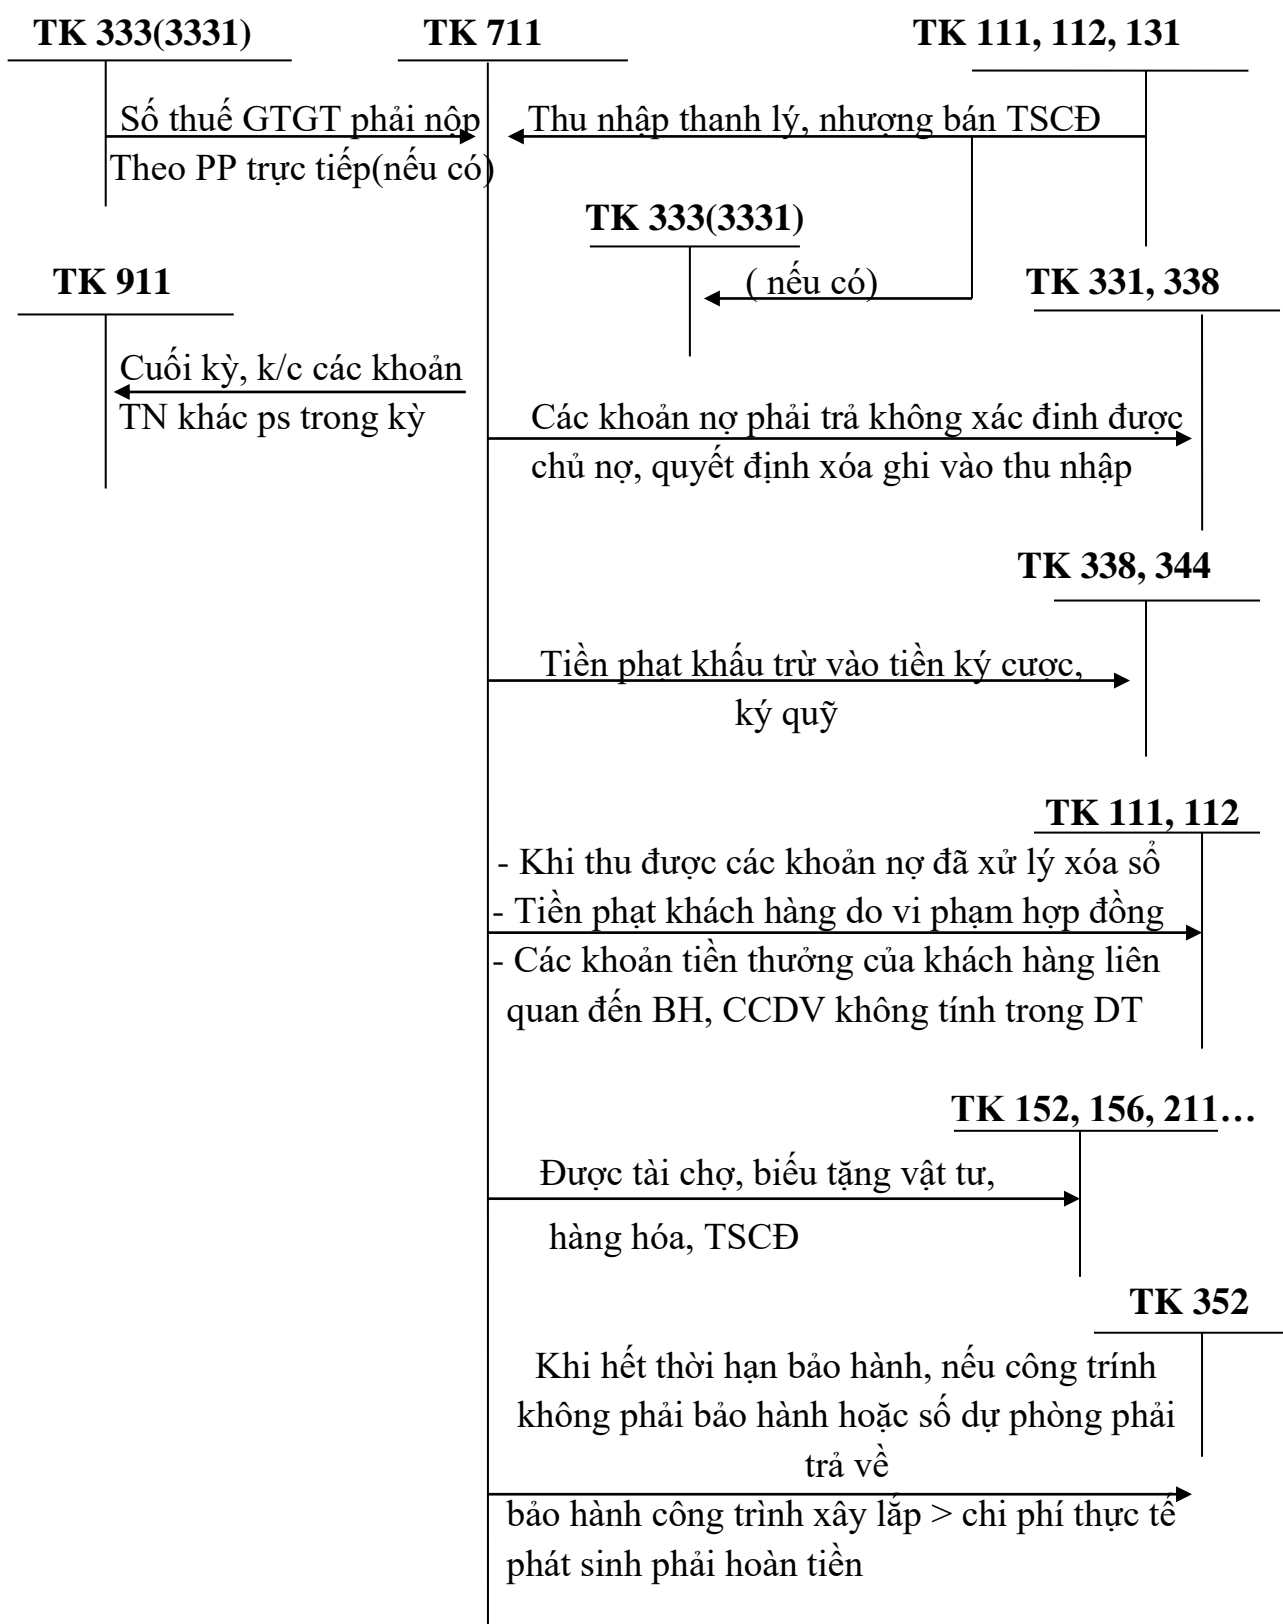 TK 333(3331)
TK 711
TK 111, 112, 131
Số thuế GTGT phải nộp
Theo PP trực tiếp(nếu có)
Thu nhập thanh lý, nhượng bán TSCĐ
TK 333(3331)
( nếu có)
TK 911
TK 331, 338
Cuối kỳ, k/c các khoản
TN khác ps trong kỳ
Các khoản nợ phải trả không xác đinh được
chủ nợ, quyết định xóa ghi vào thu nhập
TK 338, 344
Tiền phạt khấu trừ vào tiền ký cược,
ký quỹ
TK 111, 112
- Khi thu được các khoản nợ đã xử lý xóa sổ
- Tiền phạt khách hàng do vi phạm hợp đồng
- Các khoản tiền thưởng của khách hàng liên
quan đến BH, CCDV không tính trong DT
TK 152, 156, 211…
Được tài chợ, biếu tặng vật tư,
hàng hóa, TSCĐ
TK 352
Khi hết thời hạn bảo hành, nếu công trính
không phải bảo hành hoặc số dự phòng phải
trả về
bảo hành công trình xây lắp > chi phí thực tế
phát sinh phải hoàn tiền